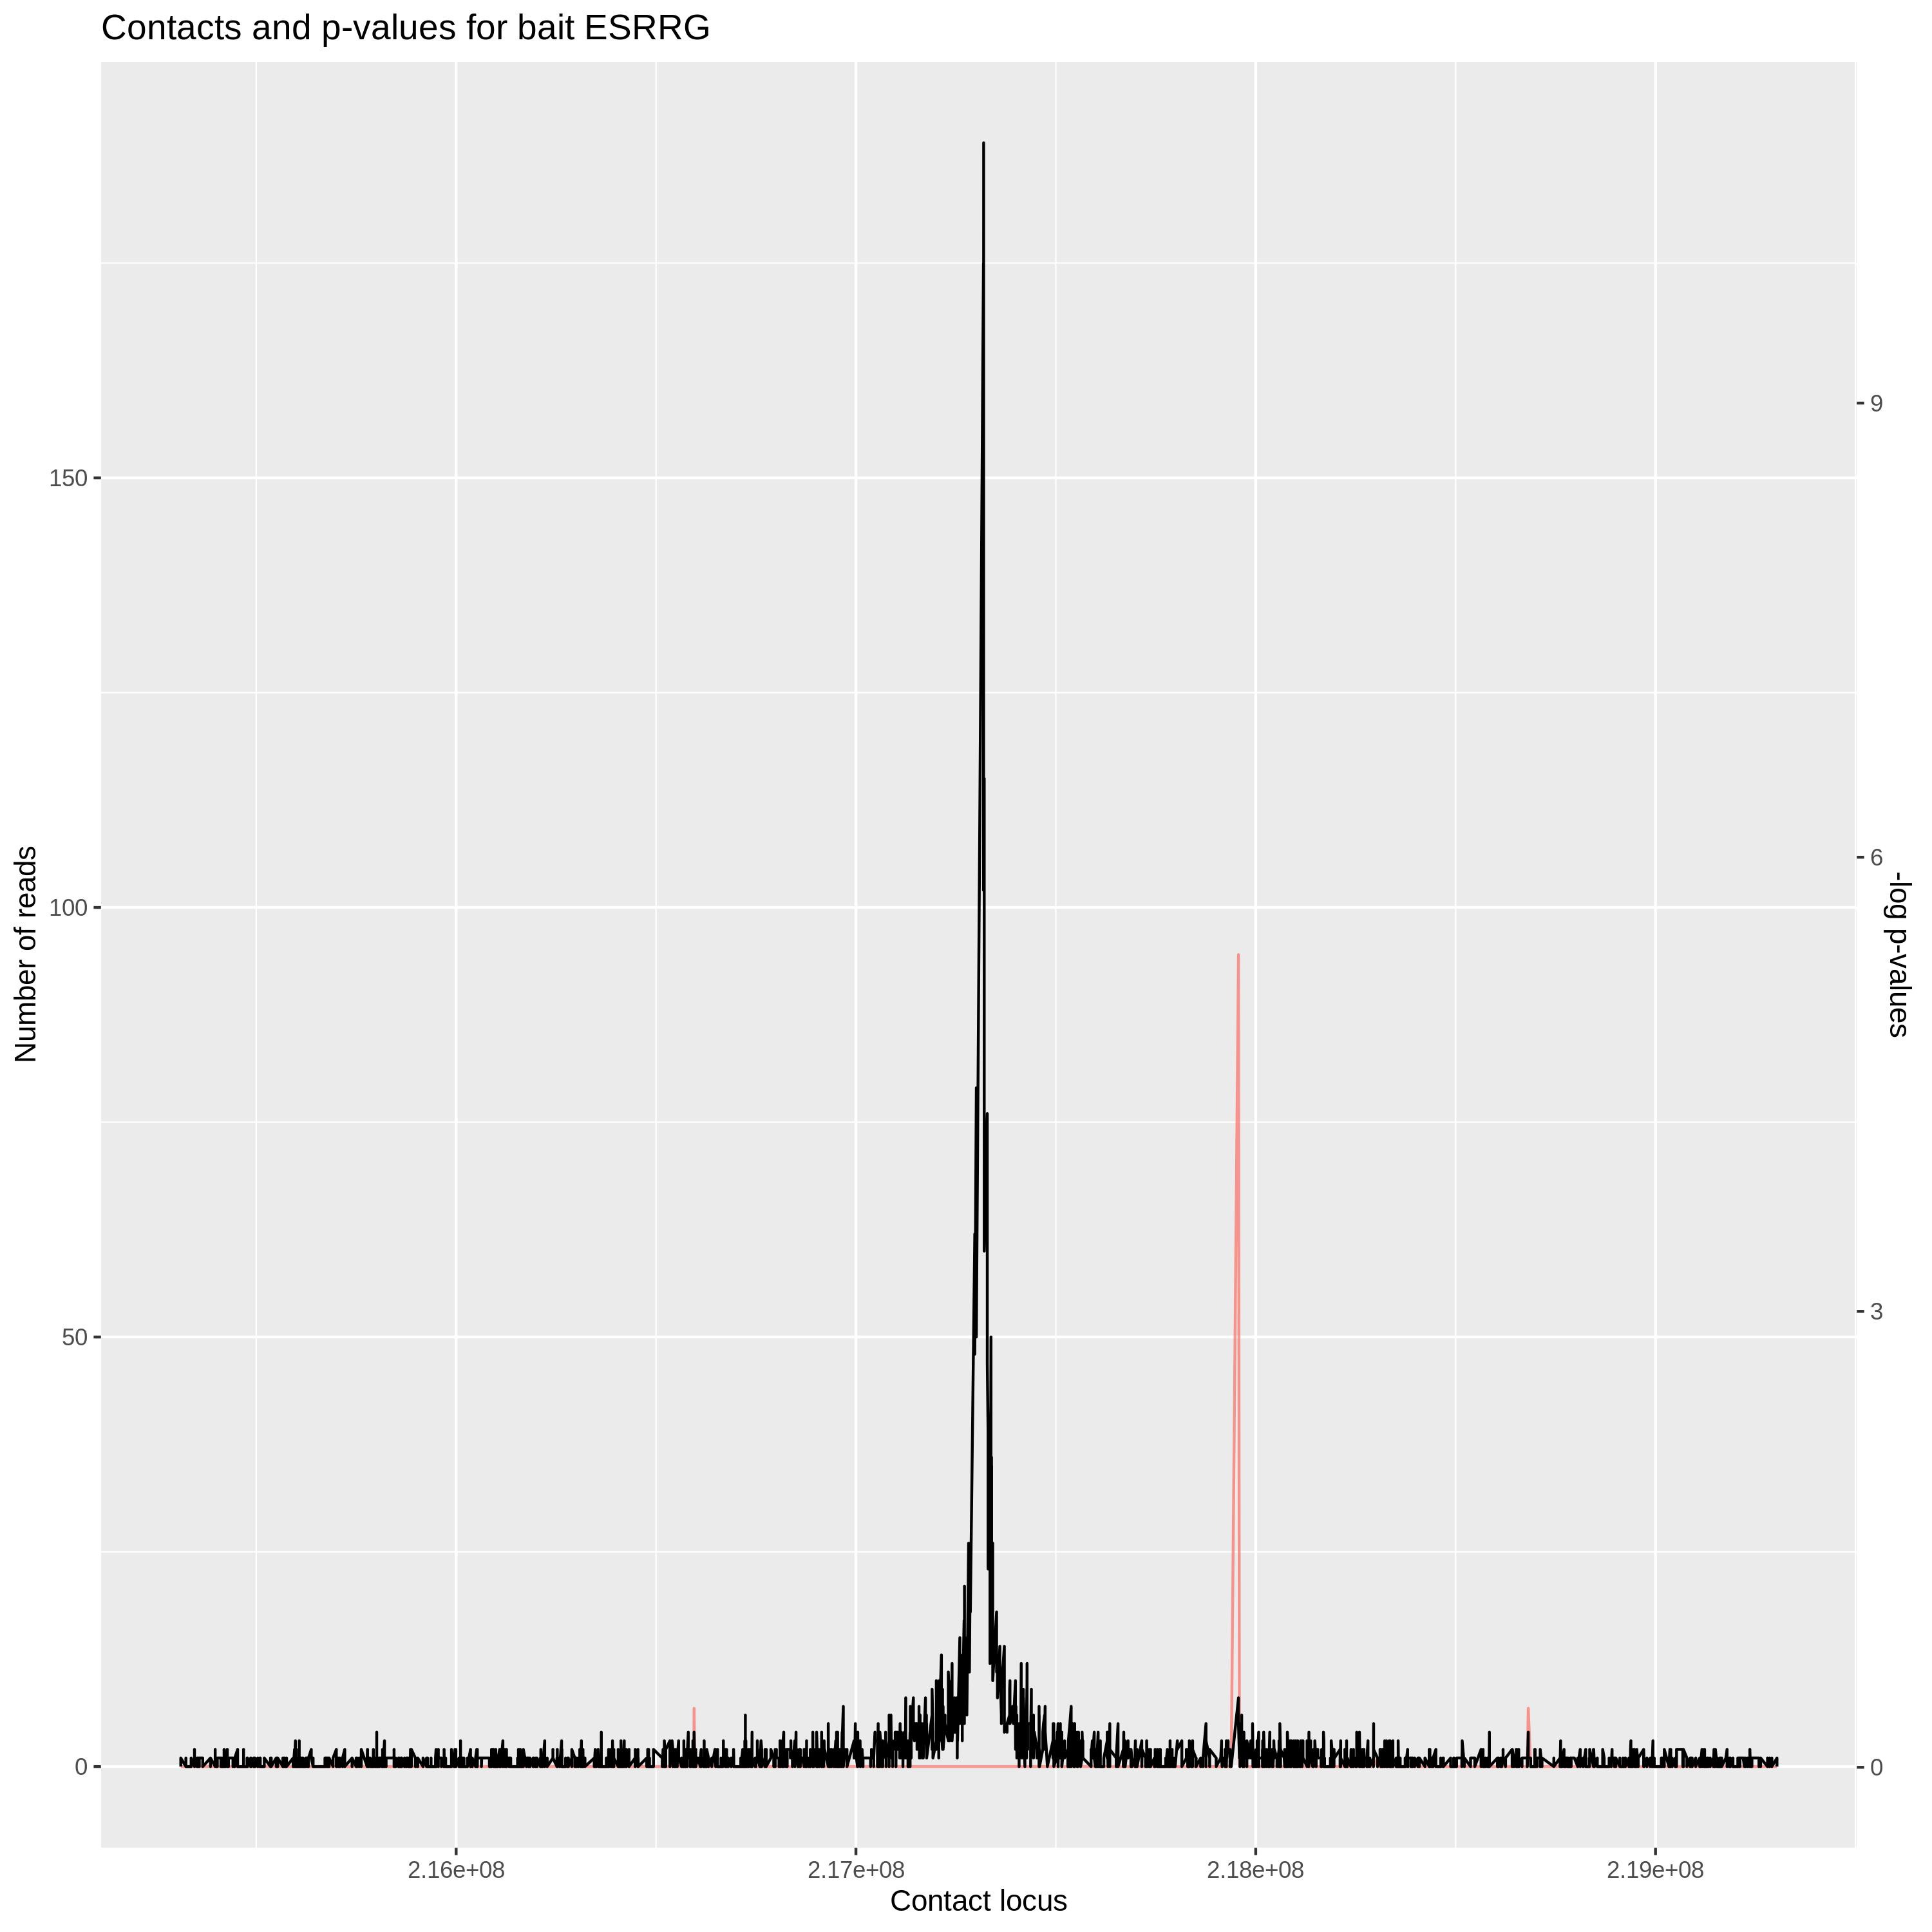 Contacts and p-values for bait ESRRG
150
100
50
0
9
6
3
0
Number of reads
-log p-values
2.16e+08
2.17e+08
2.18e+08
2.19e+08
Contact locus